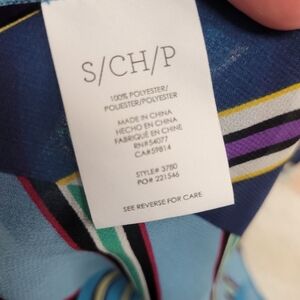 S/CH/P
100% POLYESTER/
POLIESTER/POLYESTER
MADE IN CHINA
HECHO EN CHINA
FABRIQUÉ EN CHINE
RN#54077
CA#59814
STYLE# 3780
PO# 221546
SEE REVERSE FOR CARE